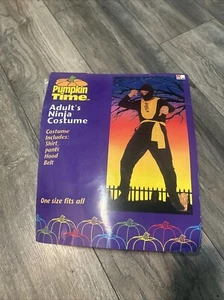 Pumpkin
Time
Adult's
Ninja
Costume
Costume
Includes:
Shirt,
pants
Hood
Belt
One size fits all